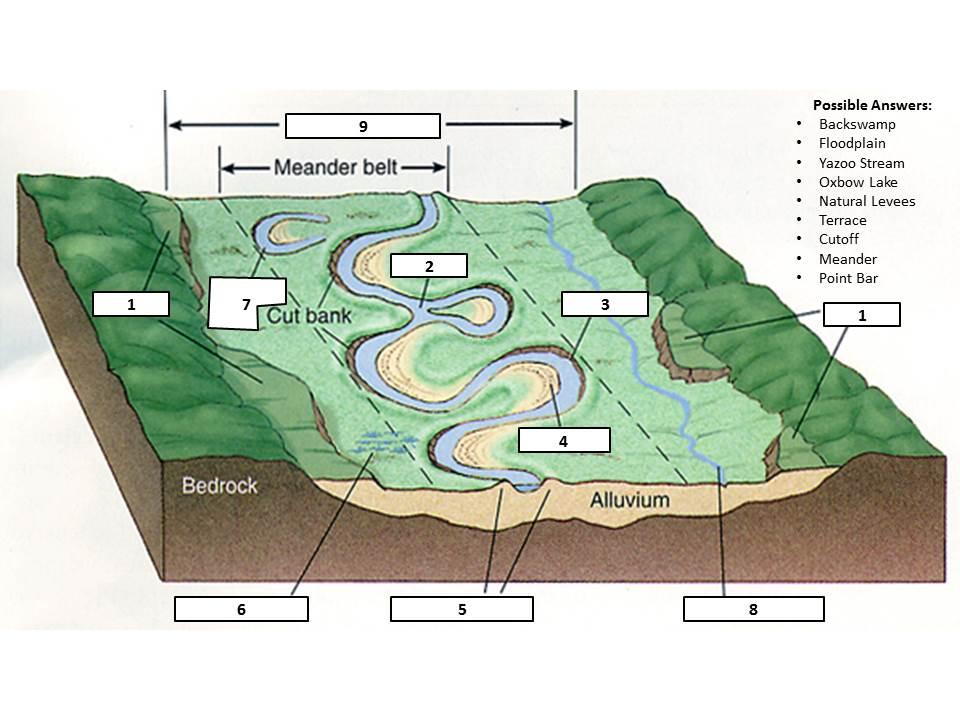 Possible Answers:
• Backswamp
• Floodplain
• Yazoo Stream
• Oxbow Lake
• Natural Levees
• Terrace
• Cutoff
• Meander
• Point Bar
9
Meander belt
2
1
7
Cut bank
3
1
4
Bedrock
Alluvium
6
5
8